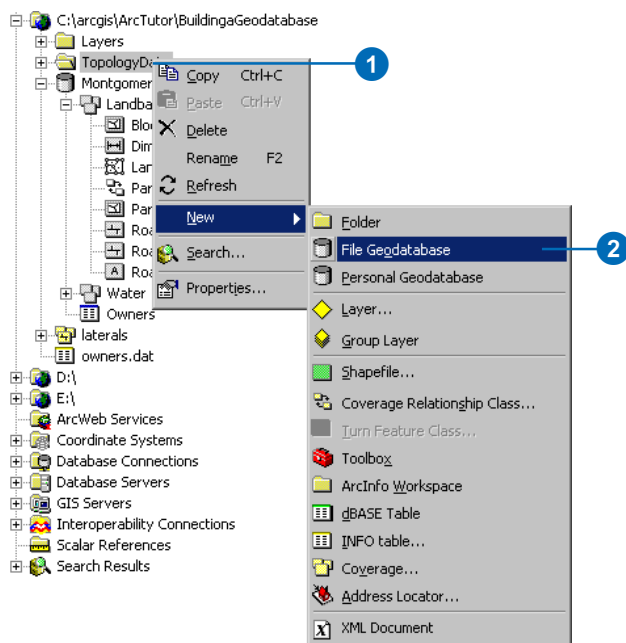 C:\arcgis\ArcTutor\BuildingaGeodatabase
Layers
TopologyDat
Montgomer
Landba
Blo
Dim
Lan
Par
Par
Roa
Roa
Roa
Water
Owners
laterals
owners.dat
D:\
E:\
ArcWeb Services
Coordinate Systems
Database Connections
Database Servers
GIS Servers
Interoperability Connections
Scalar References
Search Results
1
Copy Ctrl+C
Paste Ctrl+V
Delete
Rename F2
Refresh
New
Search...
Properties...
Folder
File Geodatabase
2
Personal Geodatabase
Layer...
Group Layer
Shapefile...
Coverage Relationship Class...
Turn Feature Class...
Toolbox
ArcInfo Workspace
dBASE Table
INFO table...
Coverage...
Address Locator...
XML Document